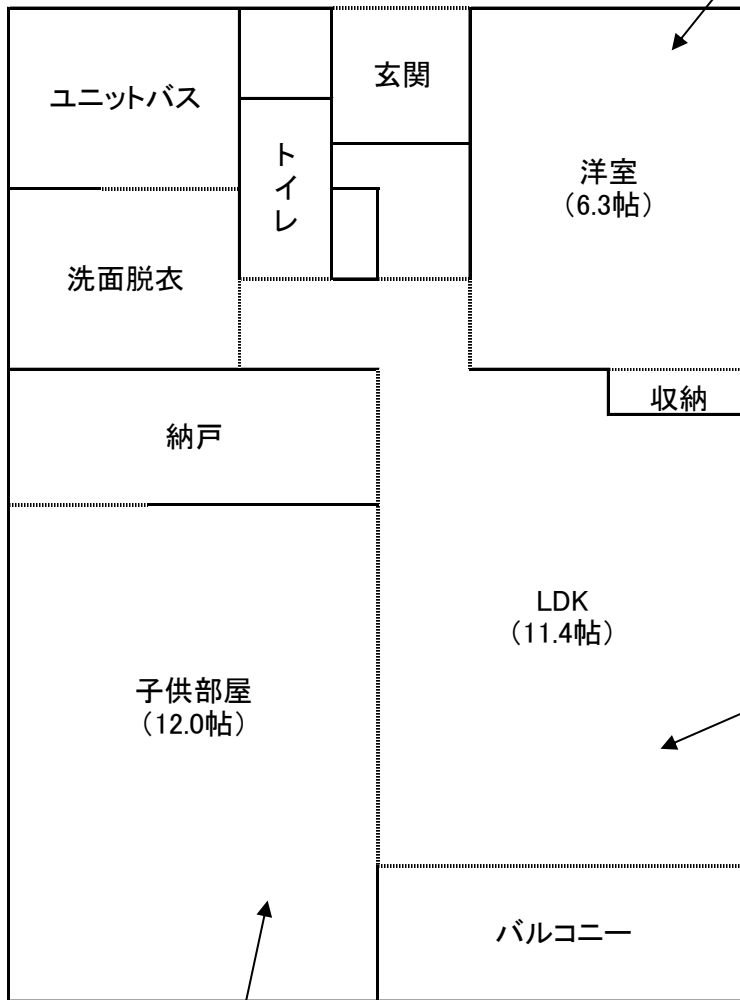 玄関
ユニットバス
トイレ
洋室
（6.3帖）
洗面脱衣
収納
納戸
LDK
（11.4帖）
子供部屋
（12.0帖）
バルコニー